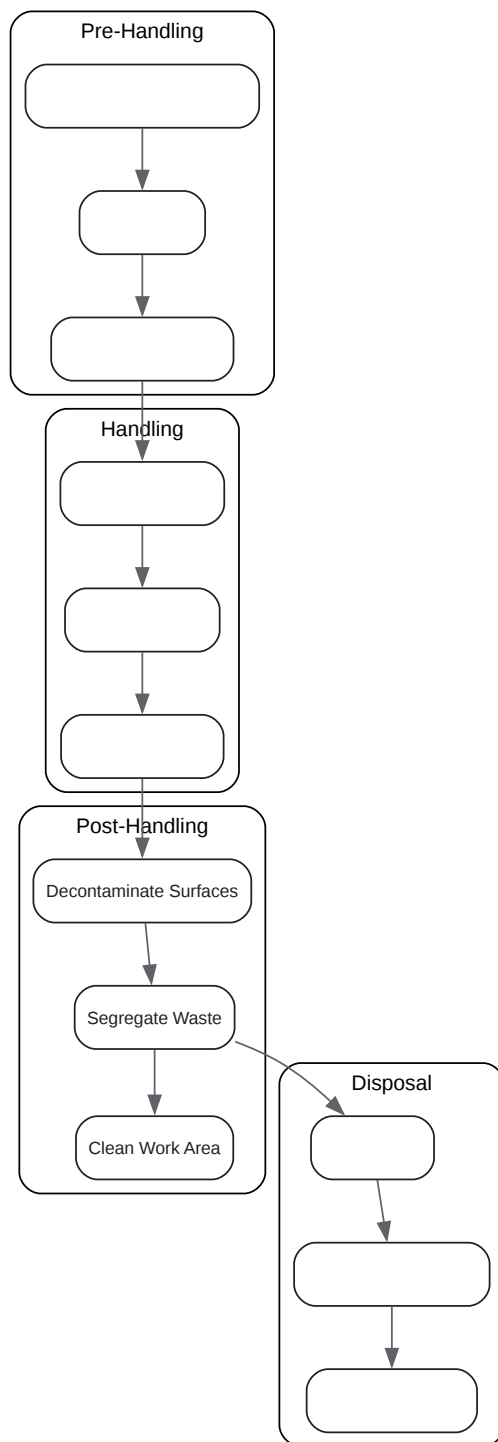 Pre-Handling
Handling
Post-Handling
Decontaminate Surfaces
Segregate Waste
Clean Work Area
Disposal